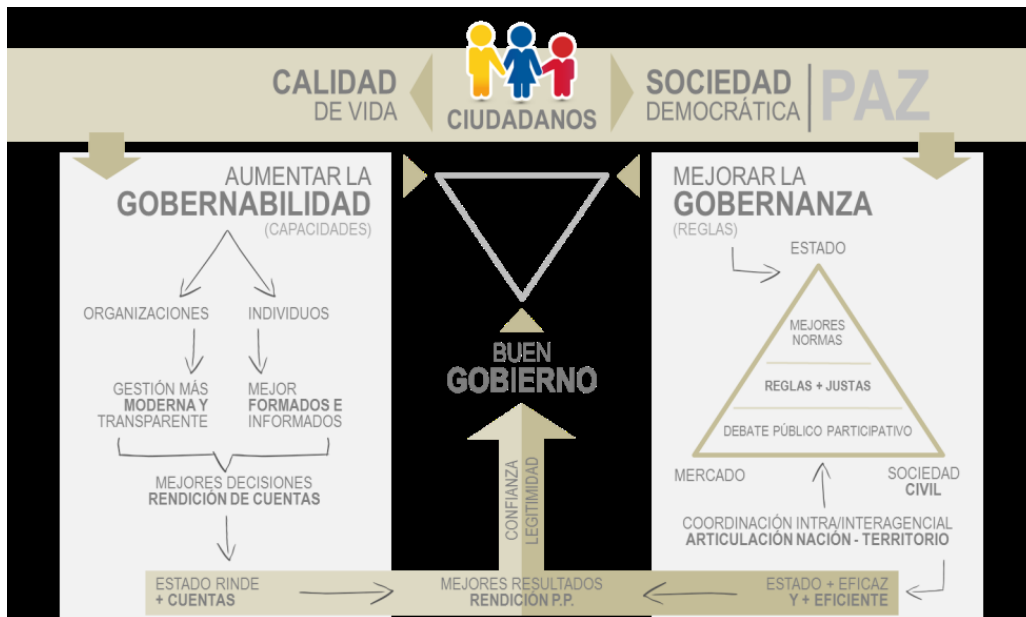 CALIDAD
DE VIDA
CIUDADANOS
SOCIEDAD
DEMOCRÁTICA
PAZ
AUMENTAR LA
GOBERNABILIDAD
(CAPACIDADES)
ORGANIZACIONES
INDIVIDUOS
GESTIÓN MÁS
MODERNA Y
TRANSPARENTE
MEJOR
FORMADOS E
INFORMADOS
MEJORES DECISIONES
RENDICIÓN DE CUENTAS
ESTADO RINDE
+ CUENTAS
BUEN
GOBIERNO
CONFIANZA
LEGITIMIDAD
MEJORES RESULTADOS
RENDICIÓN P.P.
MEJORAR LA
GOBERNANZA
(REGLAS)
ESTADO
MEJORES
NORMAS
REGLAS + JUSTAS
DEBATE PÚBLICO PARTICIPATIVO
MERCADO
SOCIEDAD
CIVIL
COORDINACIÓN INTRA/INTERAGENCIAL
ARTICULACIÓN NACIÓN - TERRITORIO
ESTADO + EFICAZ
Y + EFICIENTE